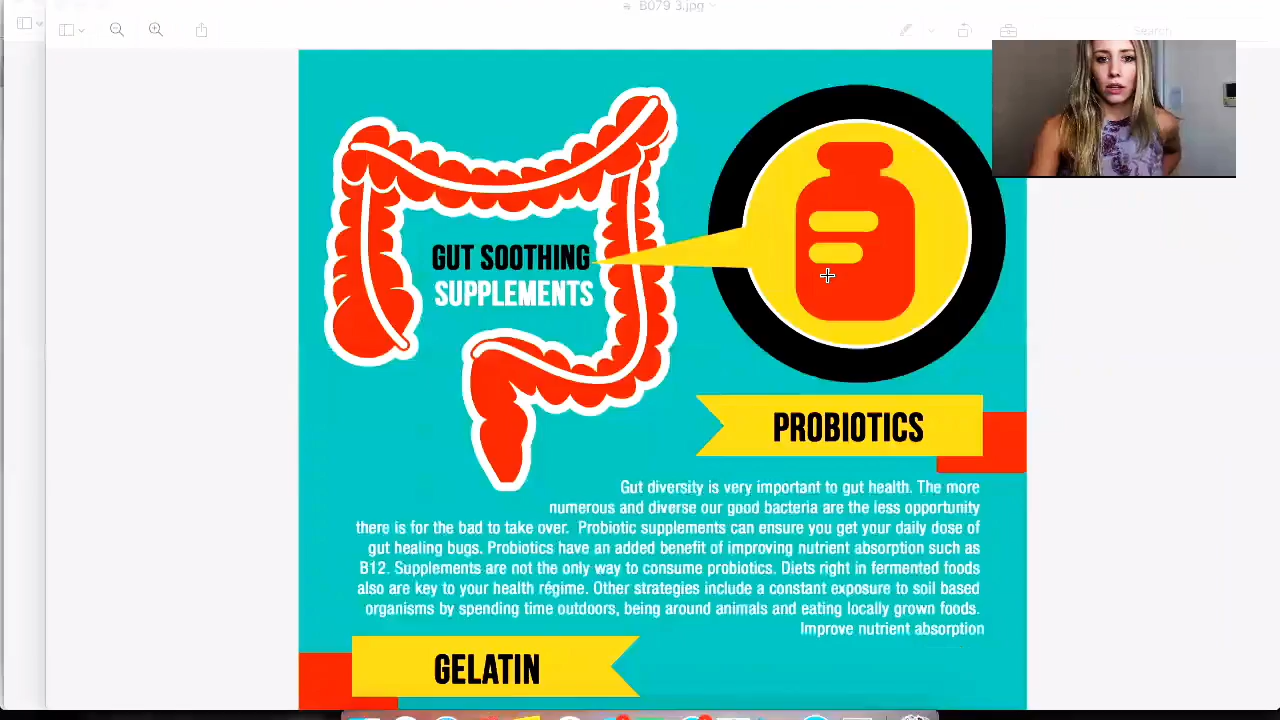 B079 3.jpg
Search
GUT SOOTHING
SUPPLEMENTS
PROBIOTICS
Gut diversity is very important to gut health. The more
numerous and diverse our good bacteria are the less opportunity
there is for the bad to take over. Probiotic supplements can ensure you get your daily dose of
gut healing bugs. Probiotics have an added benefit of improving nutrient absorption such as
B12. Supplements are not the only way to consume probiotics. Diets right in fermented foods
also are key to your health régime. Other strategies include a constant exposure to soil based
organisms by spending time outdoors, being around animals and eating locally grown foods.
Improve nutrient absorption
GELATIN